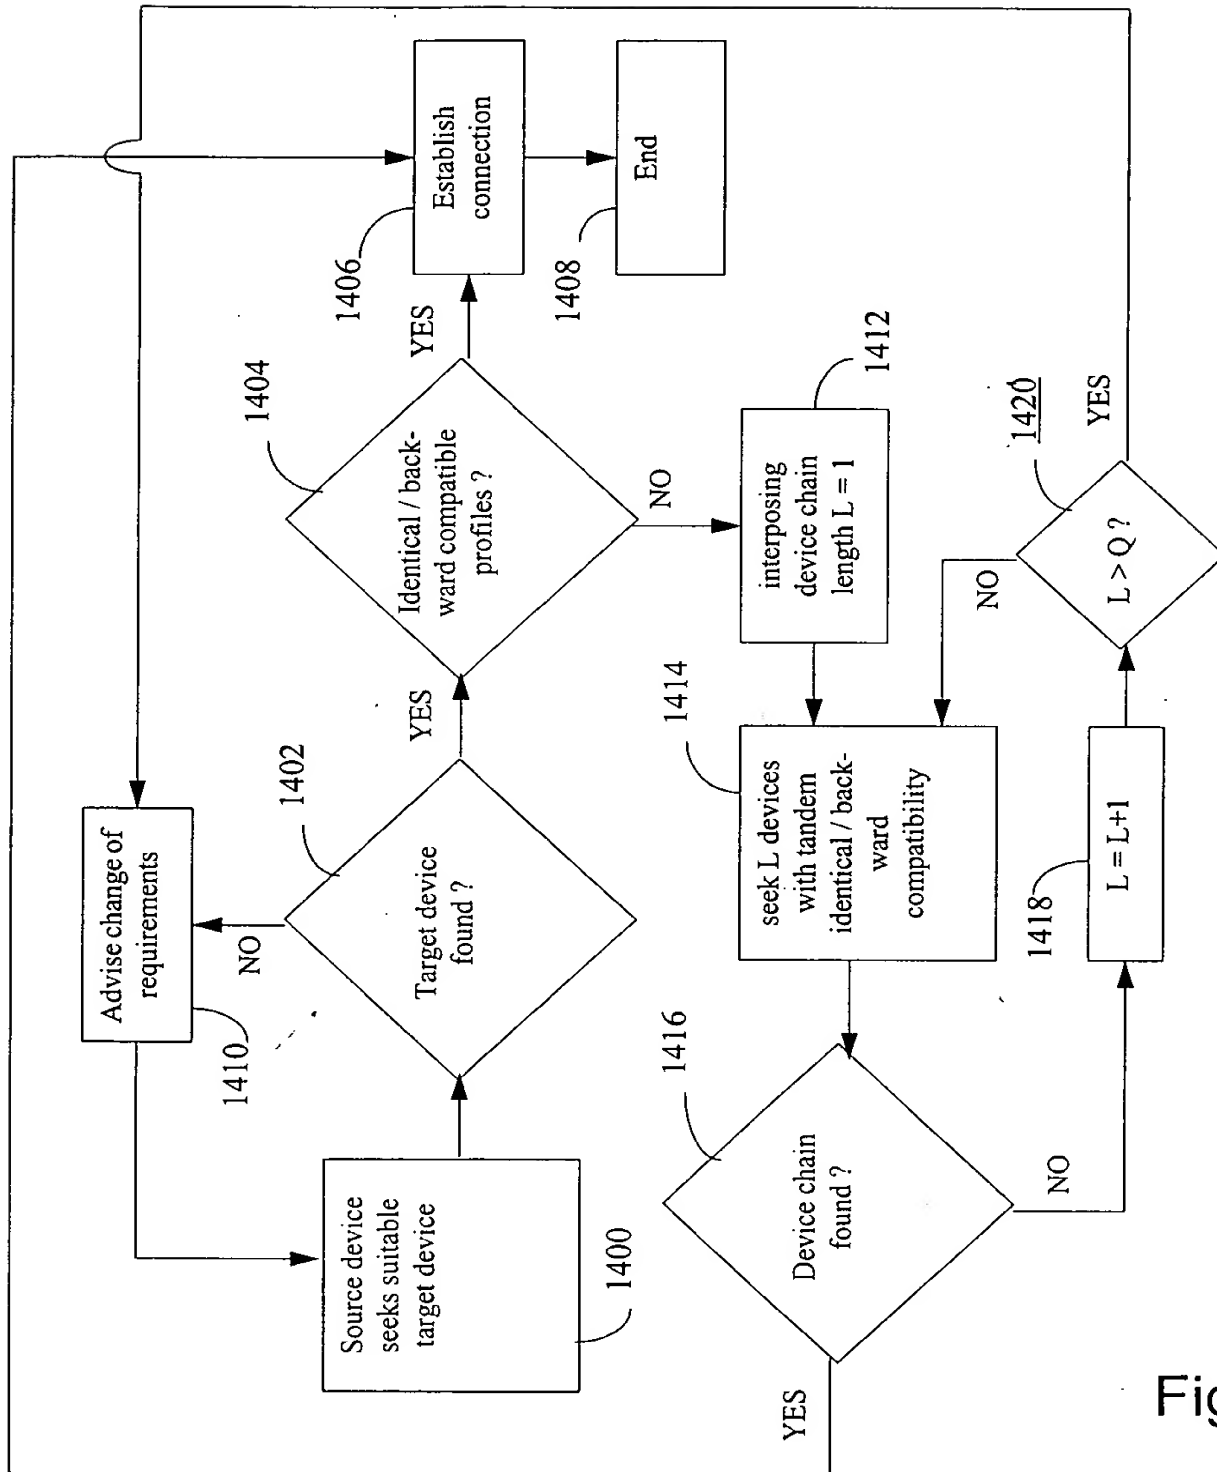 Source device
seeks suitable
target device
1400
Advise change of
requirements
1410
NO
Target device
found ?
1402
YES
Identical / back-
ward compatible
profiles ?
1404
YES
Establish
connection
1406
End
1408
NO
interposing
device chain
length L = 1
1412
seek L devices
with tandem
identical / back-
ward
compatibility
1414
Device chain
found ?
1416
YES
NO
L = L+1
1418
L > Q ?
1420
NO
YES
Fig